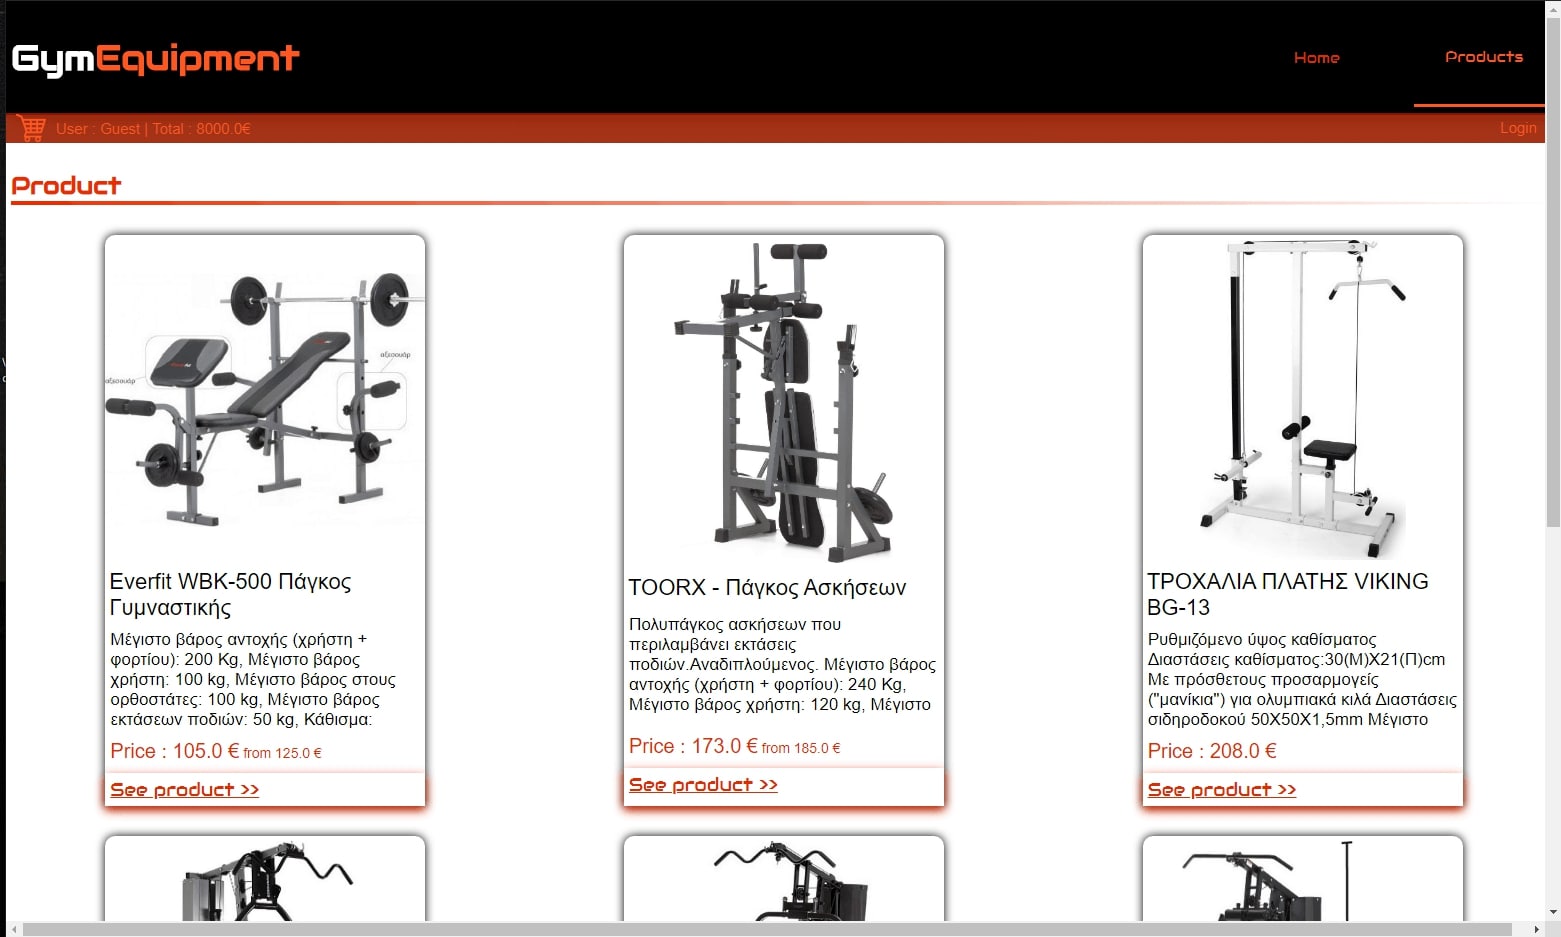 GymEquipment
Home
Products
User : Guest | Total : 8000.0€
Login
Product
αξεσουάρ
αξεσουάρ
Everfit WBK-500 Πάγκος
Γυμναστικής
Μέγιστο βάρος αντοχής (χρήστη +
φορτίου): 200 Kg, Μέγιστο βάρος
χρήστη: 100 kg, Μέγιστο βάρος στους
ορθοστάτες: 100 kg, Μέγιστο βάρος
εκτάσεων ποδιών: 50 kg, Κάθισμα:
Price : 105.0 € from 125.0 €
See product >>
TOORX - Πάγκος Ασκήσεων
Πολυπάγκος ασκήσεων που
περιλαμβάνει εκτάσεις
ποδιών.Αναδιπλούμενος. Μέγιστο βάρος
αντοχής (χρήστη + φορτίου): 240 Kg,
Μέγιστο βάρος χρήστη: 120 kg, Μέγιστο
Price : 173.0 € from 185.0 €
See product >>
ΤΡΟΧΑΛΙΑ ΠΛΑΤΗΣ VIKING
BG-13
Ρυθμιζόμενο ύψος καθίσματος
Διαστάσεις καθίσματος:30(Μ)Χ21(Π)cm
Με πρόσθετους προσαρμογείς
("μανίκια") για ολυμπιακά κιλά Διαστάσεις
σιδηροδοκού 50Χ50Χ1,5mm Μέγιστο
Price : 208.0 €
See product >>